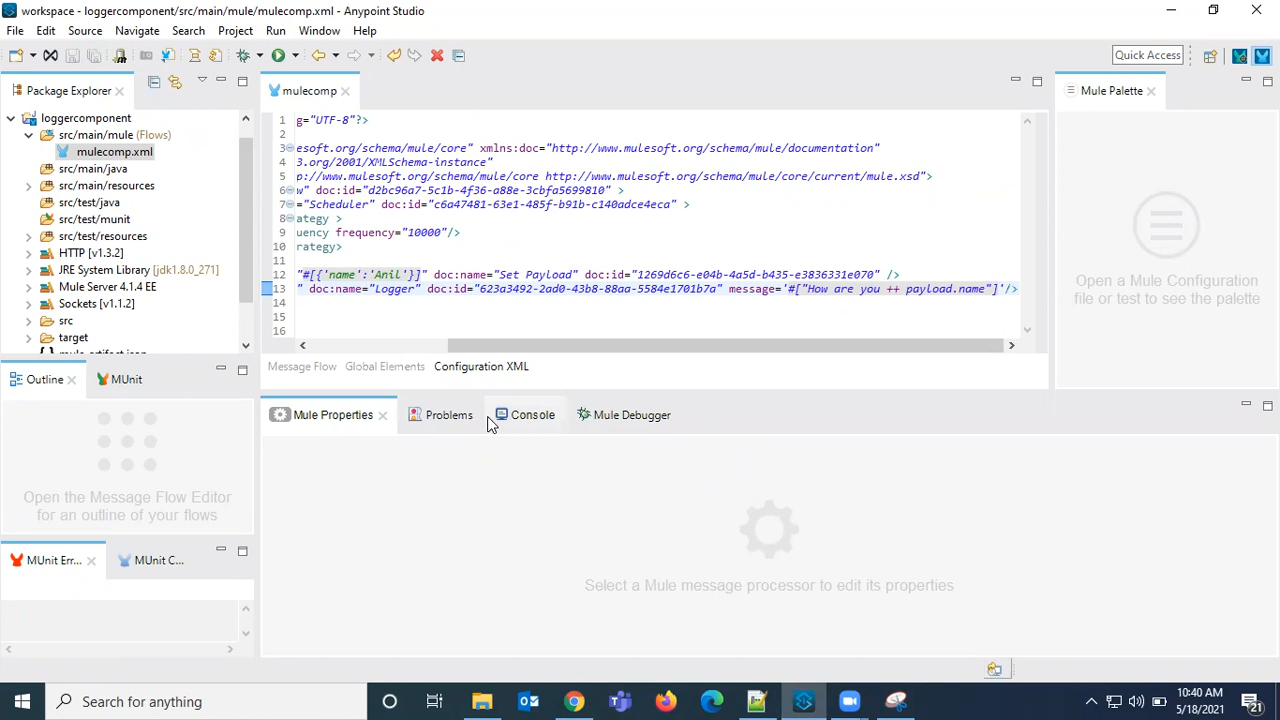 workspace - loggercomponent/src/main/mule/mulecomp.xml - Anypoint Studio
File Edit Source Navigate Search Project Run Window Help
Quick Access
Package Explorer
loggercomponent
src/main/mule (Flows)
mulecomp.xml
src/main/java
src/main/resources
src/test/java
src/test/munit
src/test/resources
HTTP [v1.3.2]
JRE System Library [jdk1.8.0_271]
Mule Server 4.1.4 EE
Sockets [v1.1.2]
src
target
mule-artifact.json
mulecomp
1 g="UTF-8"?>
2
3 esoft.org/schema/mule/core" xmlns:doc="http://www.mulesoft.org/schema/mule/documentation"
4 3.org/2001/XMLSchema-instance"
5 p://www.mulesoft.org/schema/mule/core http://www.mulesoft.org/schema/mule/core/current/mule.xsd">
6 w" doc:id="d2bc96a7-5c1b-4f36-a88e-3cbfa5699810" >
7 ="Scheduler" doc:id="c6a47481-63e1-485f-b91b-c140adce4eca" >
8 ategy >
9 uency frequency="10000"/>
10 rategy>
11
12 "#[{'name':'Anil'}]" doc:name="Set Payload" doc:id="1269d6c6-e04b-4a5d-b435-e3836331e070" />
13 " doc:name="Logger" doc:id="623a3492-2ad0-43b8-88aa-5584e1701b7a" message='#["How are you ++ payload.name"]'/>
14
15
16
Message Flow Global Elements Configuration XML
Mule Palette
Open a Mule Configuration
file or test to see the palette
Outline MUnit
Open the Message Flow Editor
for an outline of your flows
MUnit Err... MUnit C...
Mule Properties Problems Console Mule Debugger
Select a Mule message processor to edit its properties
Search for anything
10:40 AM
5/18/2021
21